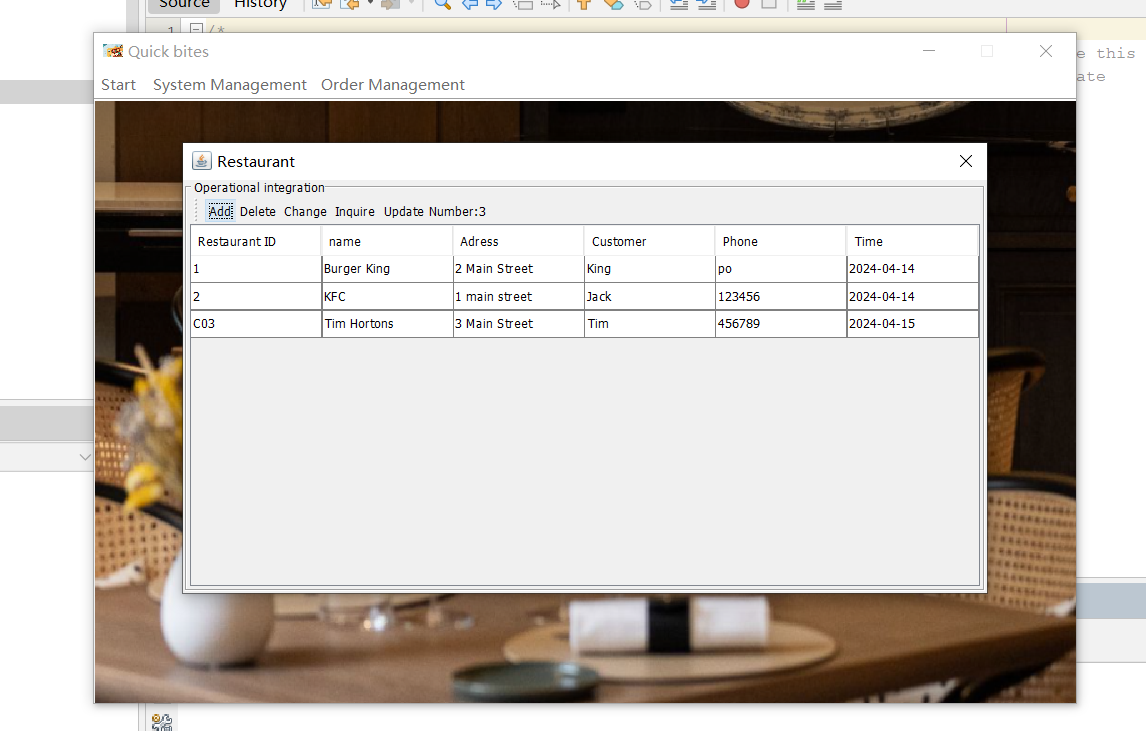 Source History
1 /*
Quick bites
e this
Start System Management Order Management
ate
Restaurant
Operational integration
Add Delete Change Inquire Update Number:3
Restaurant ID name Adress Customer Phone Time
1 Burger King 2 Main Street King po 2024-04-14
2 KFC 1 main street Jack 123456 2024-04-14
C03 Tim Hortons 3 Main Street Tim 456789 2024-04-15